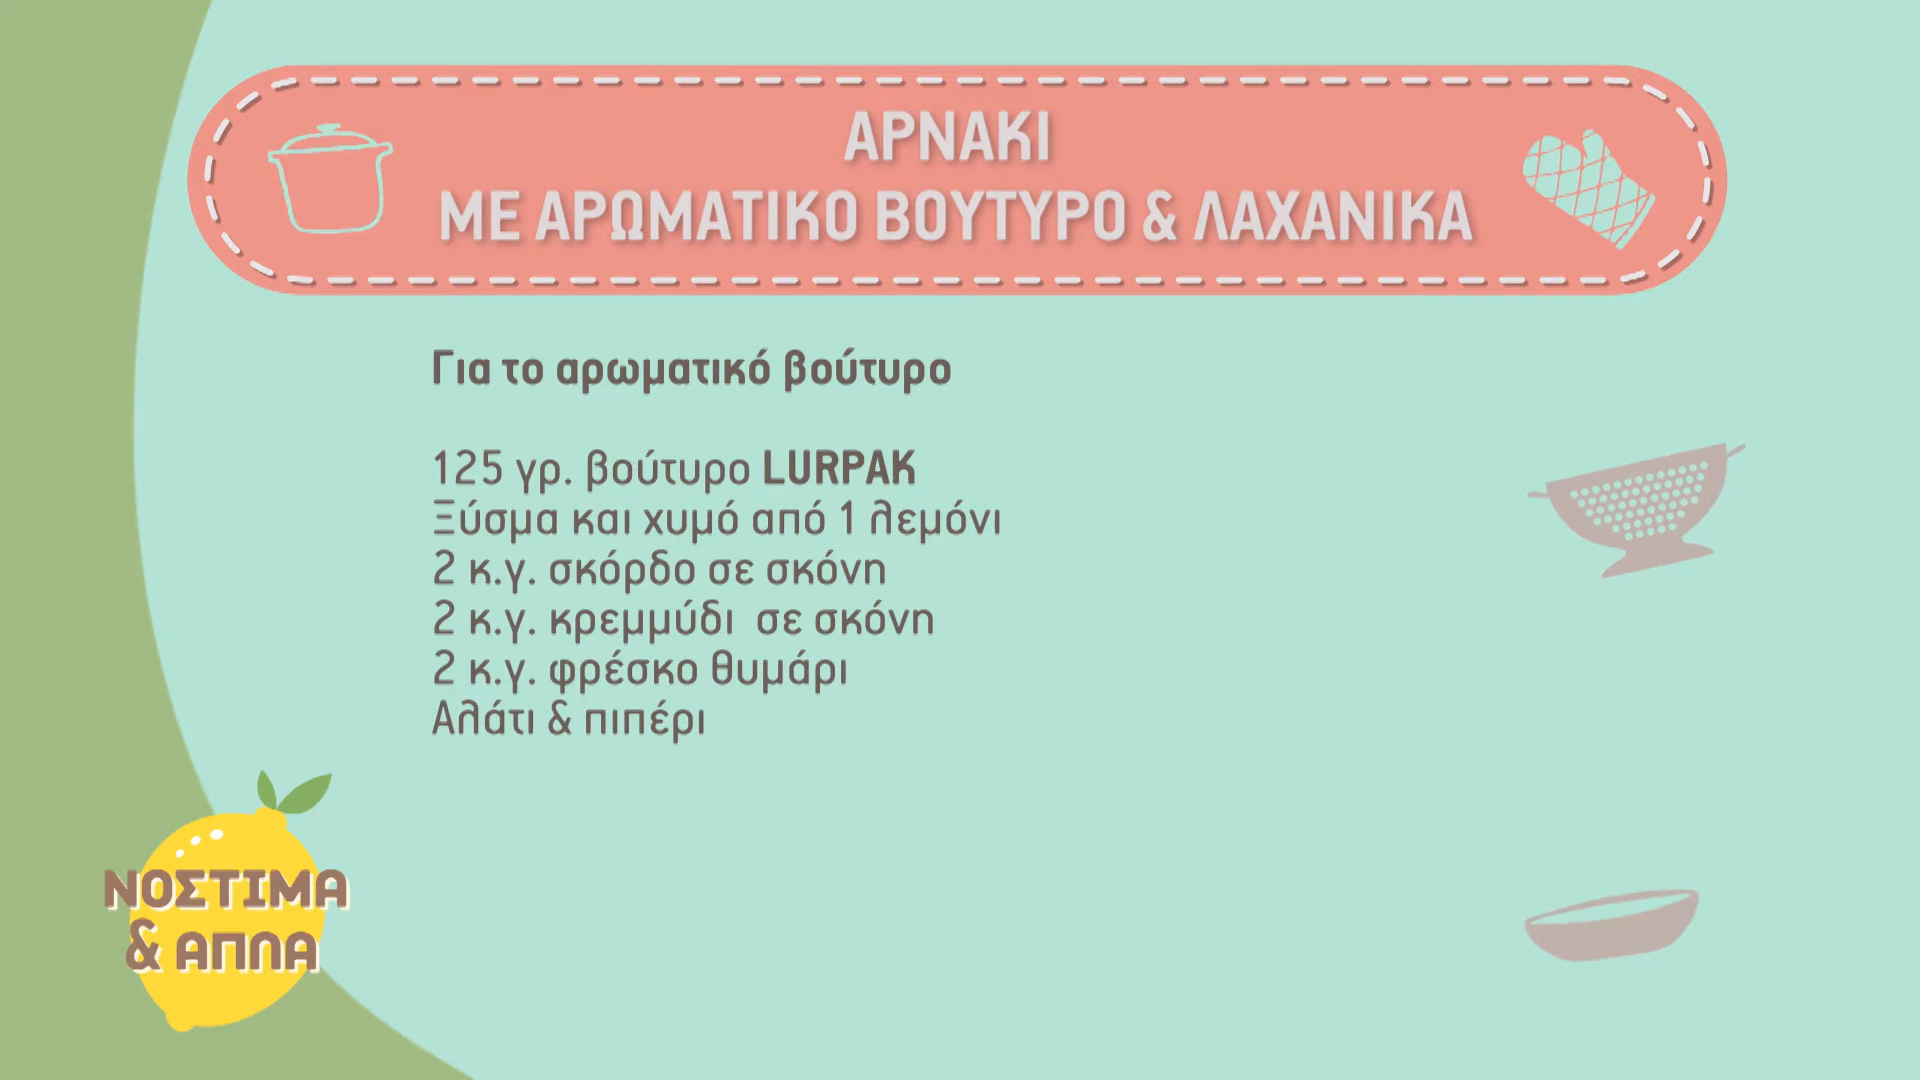 ΑΡΝΑΚΙ
ΜΕ ΑΡΩΜΑΤΙΚΟ ΒΟΥΤΥΡΟ & ΛΑΧΑΝΙΚΑ
Για το αρωματικό βούτυρο
125 γρ. βούτυρο LURPAK
Ξύσμα και χυμό από 1 λεμόνι
2 κ.γ. σκόρδο σε σκόνη
2 κ.γ. κρεμμύδι  σε σκόνη
2 κ.γ. φρέσκο θυμάρι
Αλάτι & πιπέρι
ΝΟΣΤΙΜΑ
& ΑΠΛΑ